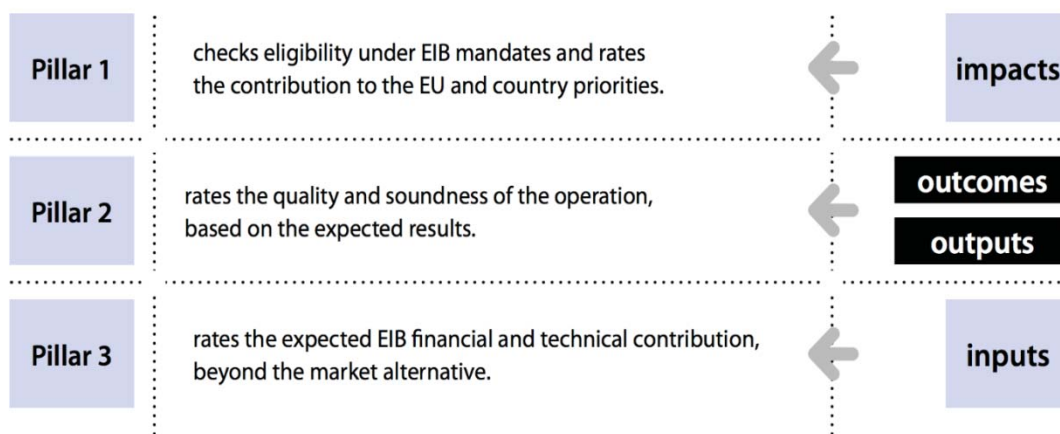 Pillar 1
checks eligibility under EIB mandates and rates
the contribution to the EU and country priorities.
impacts
Pillar 2
rates the quality and soundness of the operation,
based on the expected results.
outcomes
outputs
Pillar 3
rates the expected EIB financial and technical contribution,
beyond the market alternative.
inputs